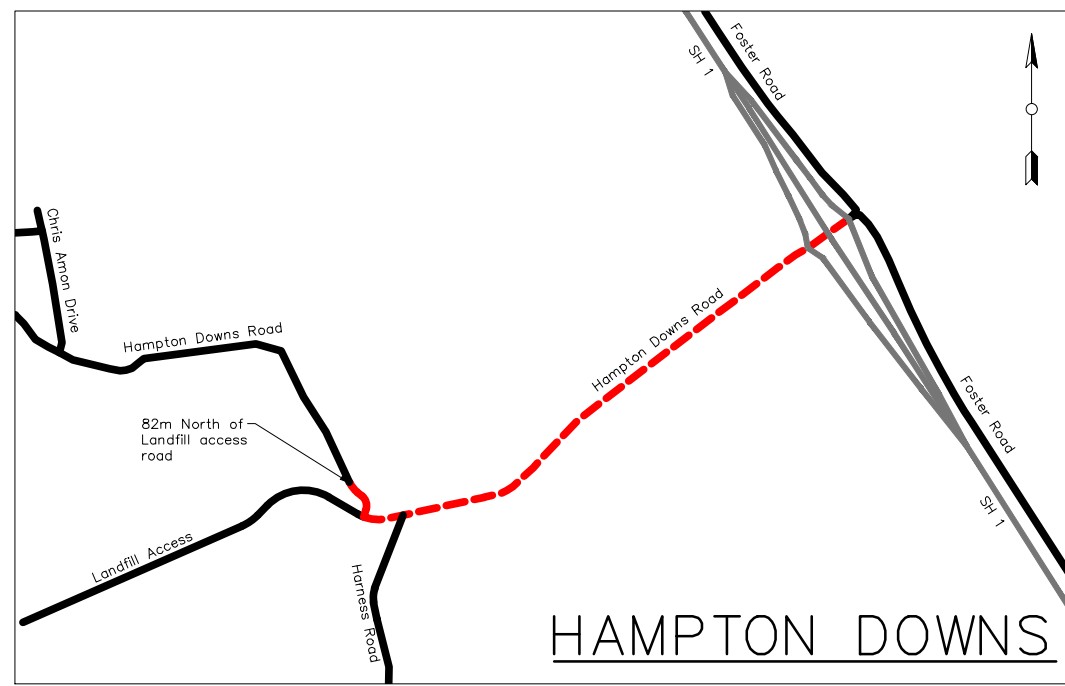 SH 1
Foster Road
Chris Amon Drive
Hampton Downs Road
Hampton Downs Road
82m North of
Landfill access
road
Foster Road
SH 1
Landfill Access
Harness Road
HAMPTON DOWNS